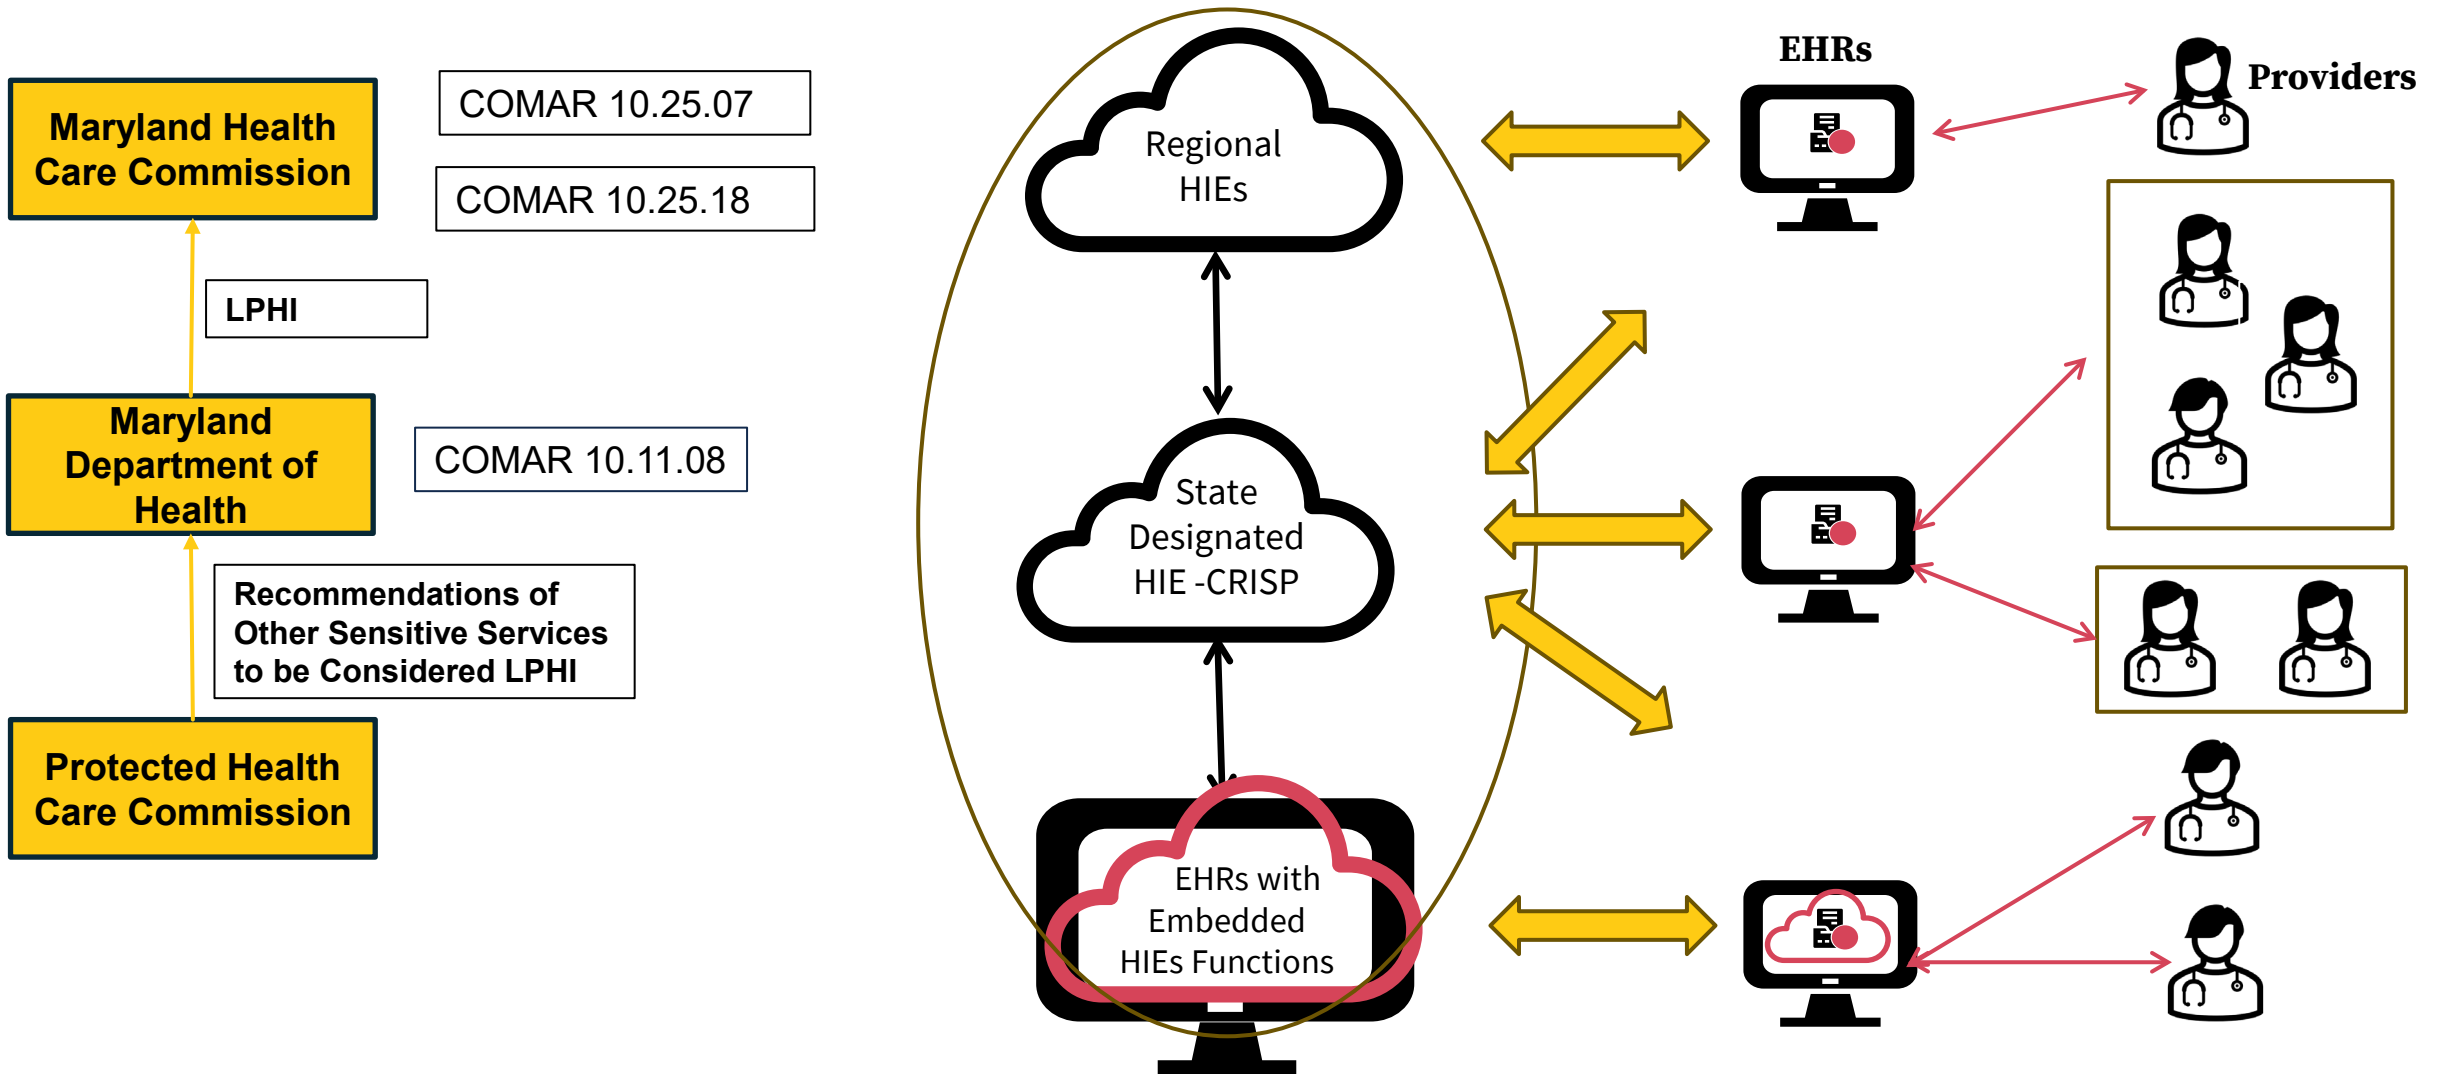 Maryland Health
Care Commission
COMAR 10.25.07
COMAR 10.25.18
LPHI
Maryland
Department of
Health
COMAR 10.11.08
Recommendations of
Other Sensitive Services
to be Considered LPHI
Protected Health
Care Commission
Regional
HIEs
State
Designated
HIE -CRISP
EHRs with
Embedded
HIEs Functions
EHRs
Providers